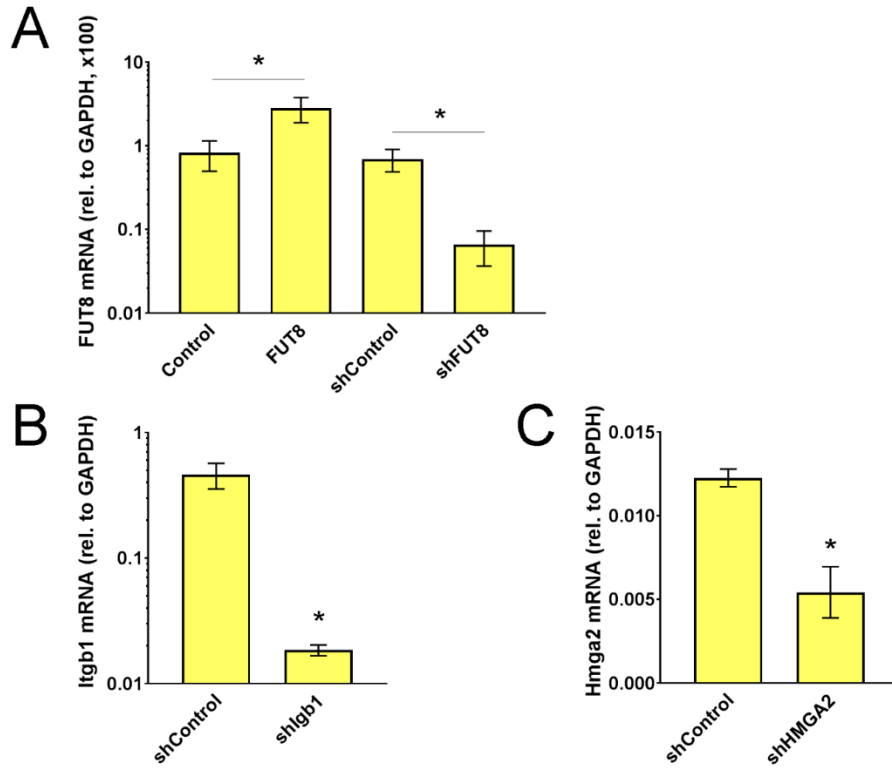 A
FUT8 mRNA (rel. to GAPDH, x100)
10
1
0.1
0.01
*
*
Control
FUT8
shControl
shFUT8
B
Itgb1 mRNA (rel. to GAPDH)
1
0.1
0.01
*
shControl
shIgb1
C
Hmga2 mRNA (rel. to GAPDH)
0.015
0.010
0.005
0.000
*
shControl
shHMGA2